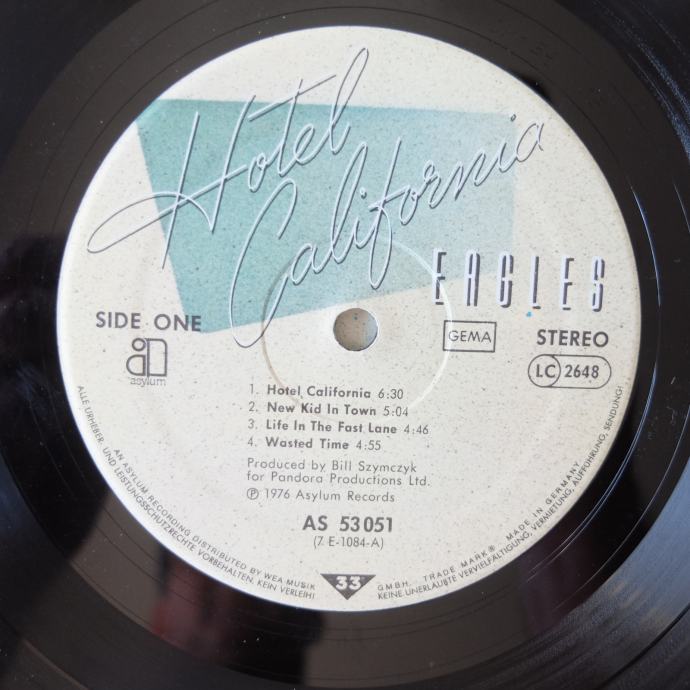 Hotel
California
EAGLES
SIDE ONE
asylum
GEMA
STEREO
LC 2648
1. Hotel California 6:30
2. New Kid In Town 5:04
3. Life In The Fast Lane 4:46
4. Wasted Time 4:55
Produced by Bill Szymczyk
for Pandora Productions Ltd.
℗ 1976 Asylum Records
AS 53 051
(7 E-1084-A)
33
AN ASYLUM RECORDING DISTRIBUTED BY WEA MUSIK G.M.B.H. TRADE MARK® MADE IN GERMANY
ALLE URHEBER- UND LEISTUNGSSCHUTZRECHTE VORBEHALTEN. KEIN VERLEIH! KEINE UNERLAUBTE VERVIELFÄLTIGUNG, VERMIETUNG, AUFFÜHRUNG, SENDUNG!